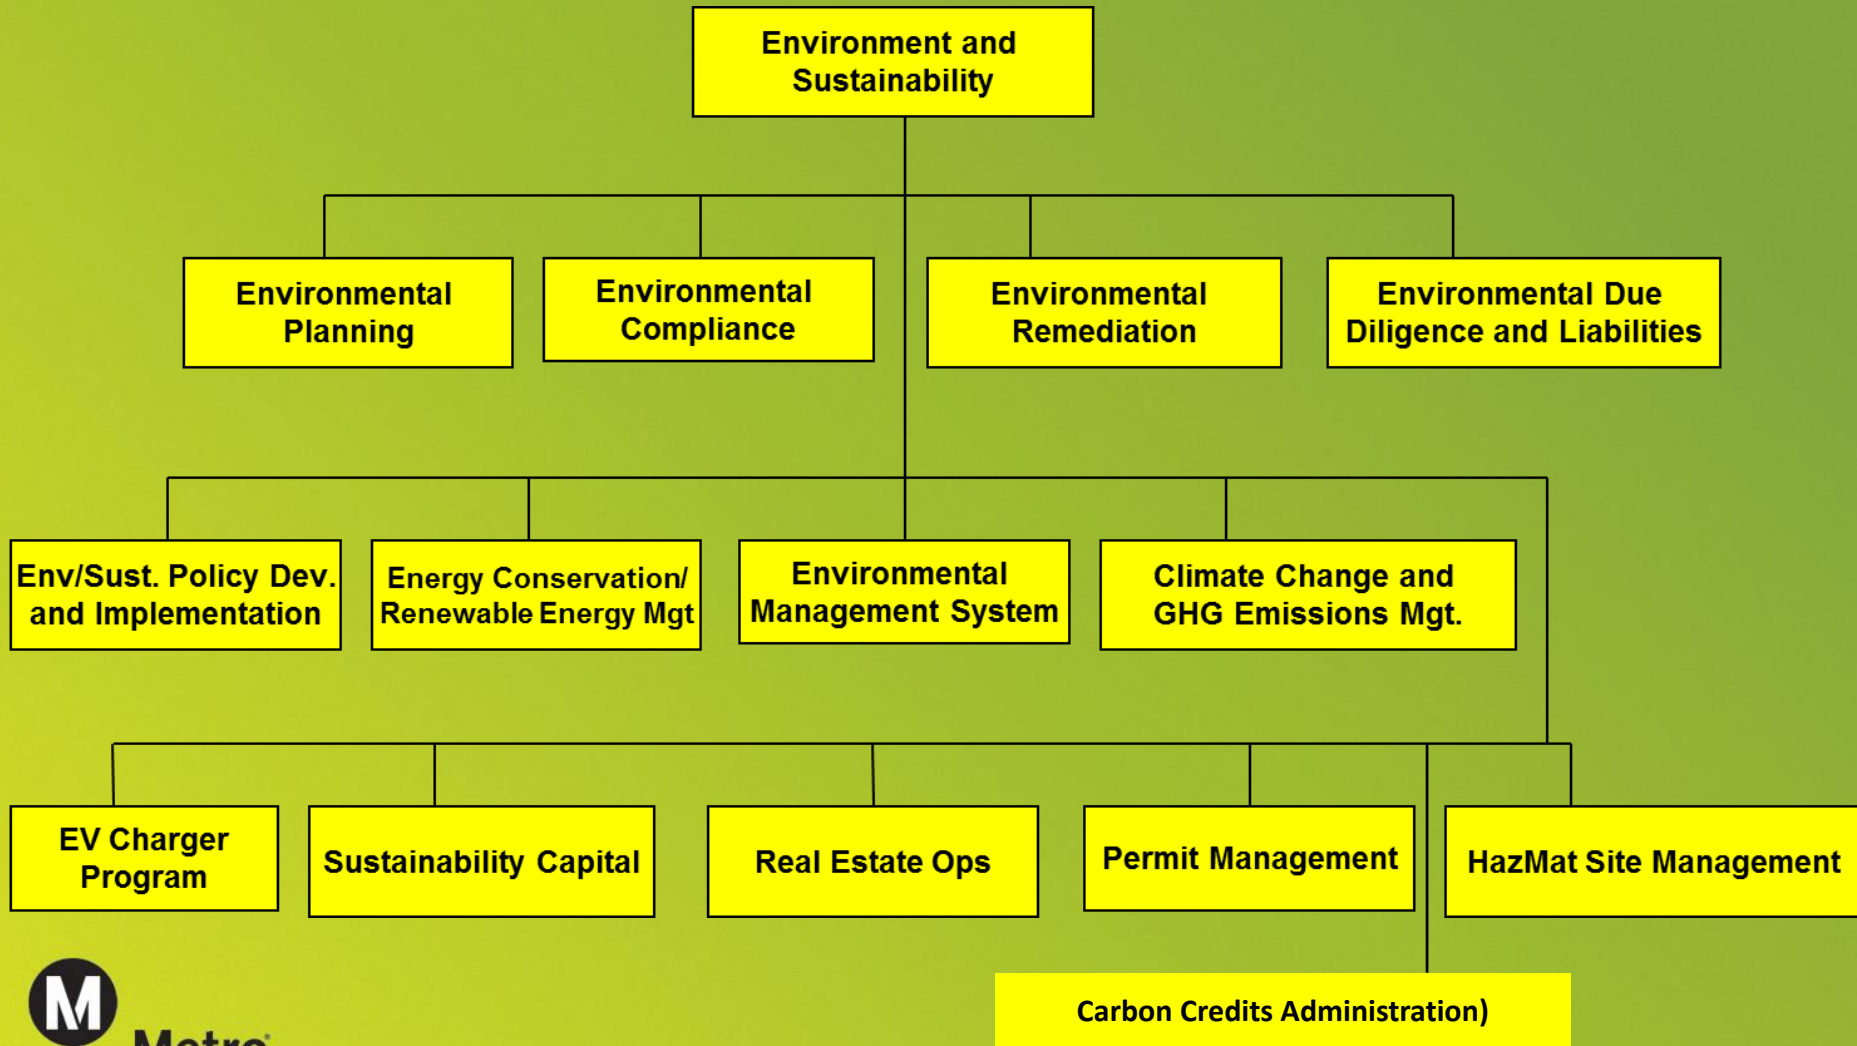 Environment and
Sustainability
Environmental
Planning
Environmental
Compliance
Environmental
Remediation
Environmental Due
Diligence and Liabilities
Env/Sust. Policy Dev.
and Implementation
Energy Conservation/
Renewable Energy Mgt
Environmental
Management System
Climate Change and
GHG Emissions Mgt.
EV Charger
Program
Sustainability Capital
Real Estate Ops
Permit Management
HazMat Site Management
Carbon Credits Administration)
M
Metro